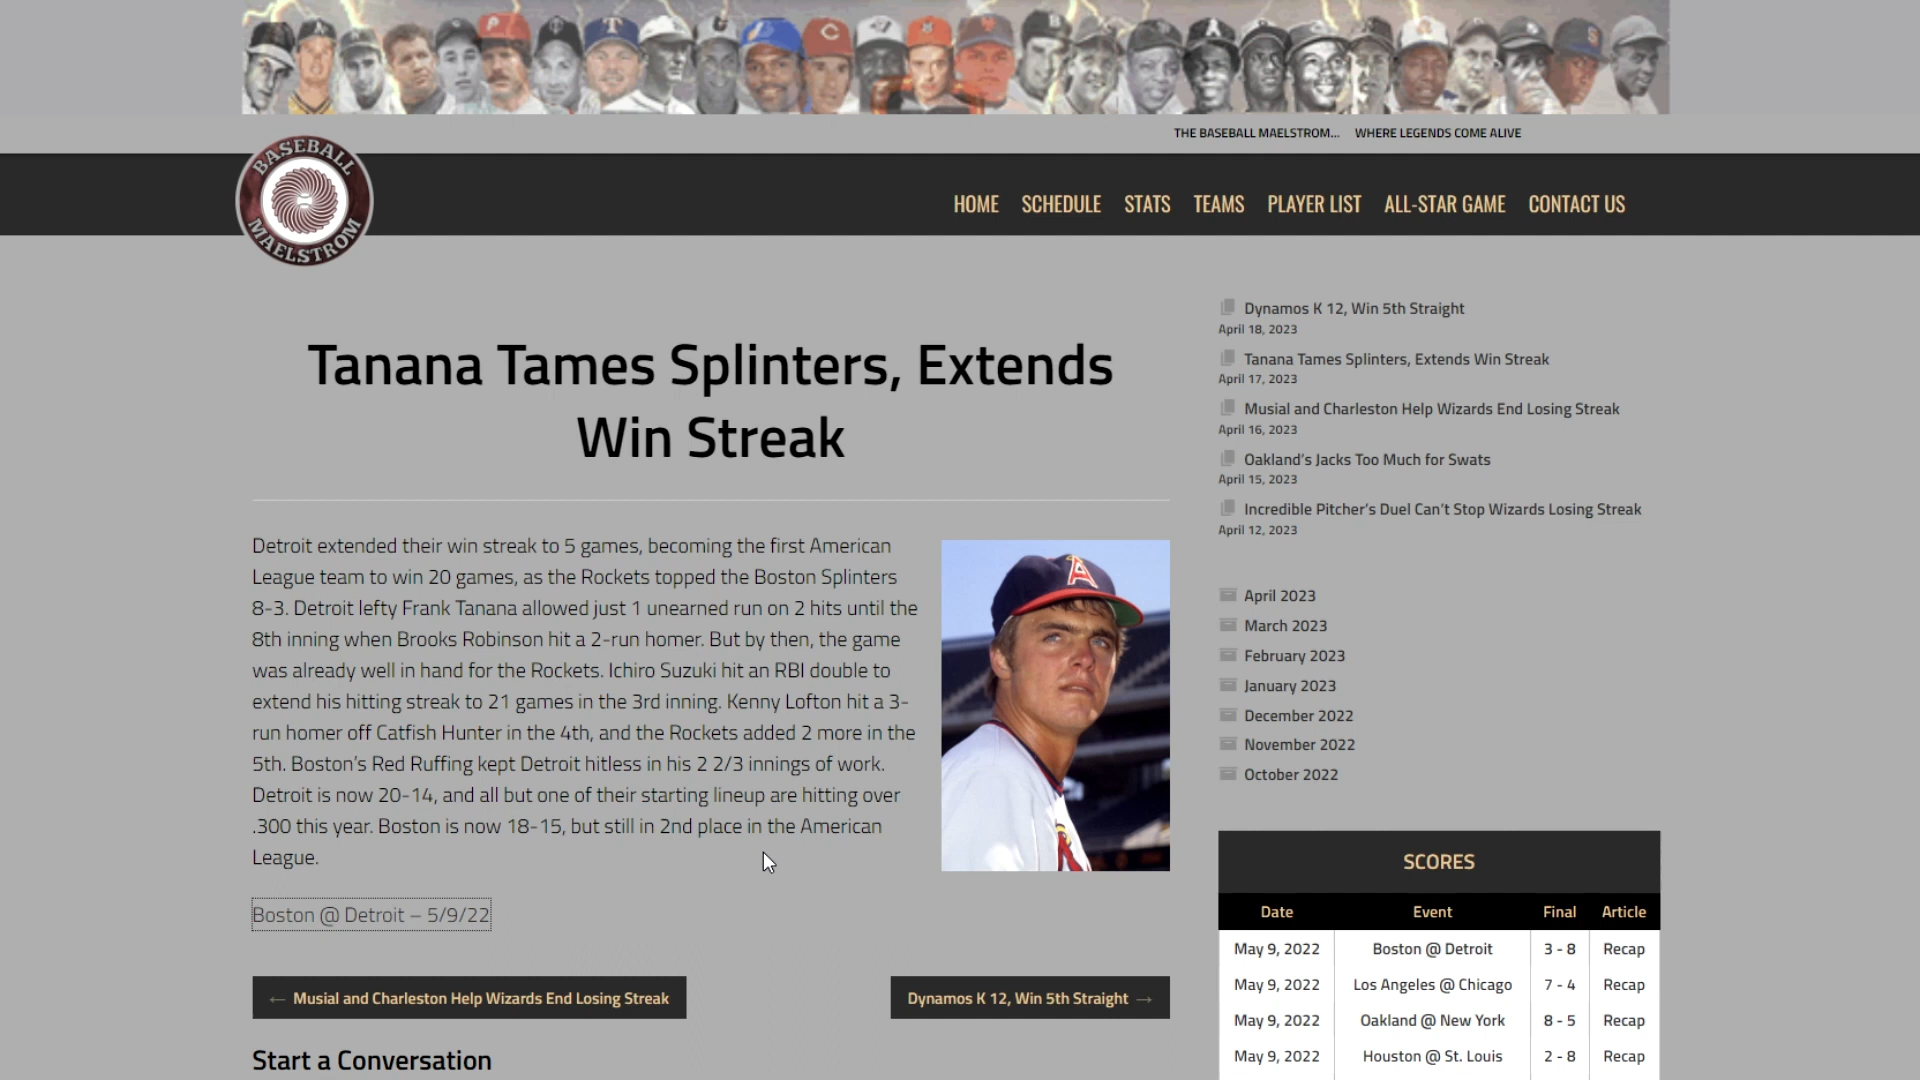 THE BASEBALL MAELSTROM... WHERE LEGENDS COME ALIVE
BASEBALL
MAELSTROM
HOME SCHEDULE STATS TEAMS PLAYER LIST ALL-STAR GAME CONTACT US
Tanana Tames Splinters, Extends
Win Streak
Detroit extended their win streak to 5 games, becoming the first American
League team to win 20 games, as the Rockets topped the Boston Splinters
8-3. Detroit lefty Frank Tanana allowed just 1 unearned run on 2 hits until the
8th inning when Brooks Robinson hit a 2-run homer. But by then, the game
was already well in hand for the Rockets. Ichiro Suzuki hit an RBI double to
extend his hitting streak to 21 games in the 3rd inning. Kenny Lofton hit a 3-
run homer off Catfish Hunter in the 4th, and the Rockets added 2 more in the
5th. Boston’s Red Ruffing kept Detroit hitless in his 2 2/3 innings of work.
Detroit is now 20-14, and all but one of their starting lineup are hitting over
.300 this year. Boston is now 18-15, but still in 2nd place in the American
League.
Boston @ Detroit – 5/9/22
← Musial and Charleston Help Wizards End Losing Streak
Dynamos K 12, Win 5th Straight →
Start a Conversation
Dynamos K 12, Win 5th Straight
April 18, 2023
Tanana Tames Splinters, Extends Win Streak
April 17, 2023
Musial and Charleston Help Wizards End Losing Streak
April 16, 2023
Oakland’s Jacks Too Much for Swats
April 15, 2023
Incredible Pitcher’s Duel Can’t Stop Wizards Losing Streak
April 12, 2023
April 2023
March 2023
February 2023
January 2023
December 2022
November 2022
October 2022
SCORES
Date Event Final Article
May 9, 2022 Boston @ Detroit 3 - 8 Recap
May 9, 2022 Los Angeles @ Chicago 7 - 4 Recap
May 9, 2022 Oakland @ New York 8 - 5 Recap
May 9, 2022 Houston @ St. Louis 2 - 8 Recap